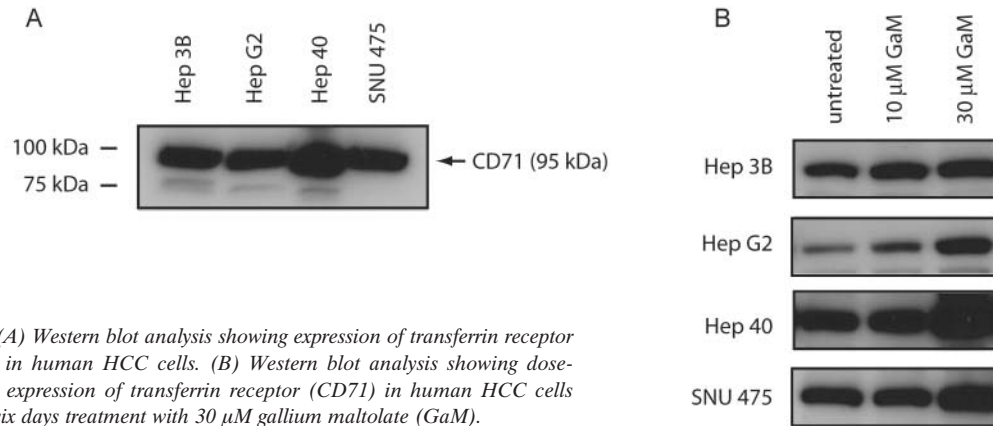 A
Hep 3B
Hep G2
Hep 40
SNU 475
100 kDa
75 kDa
CD71 (95 kDa)
B
untreated
10 µM GaM
30 µM GaM
Hep 3B
Hep G2
Hep 40
SNU 475
(A) Western blot analysis showing expression of transferrin receptor
in human HCC cells. (B) Western blot analysis showing dose-
expression of transferrin receptor (CD71) in human HCC cells
six days treatment with 30 µM gallium maltolate (GaM).